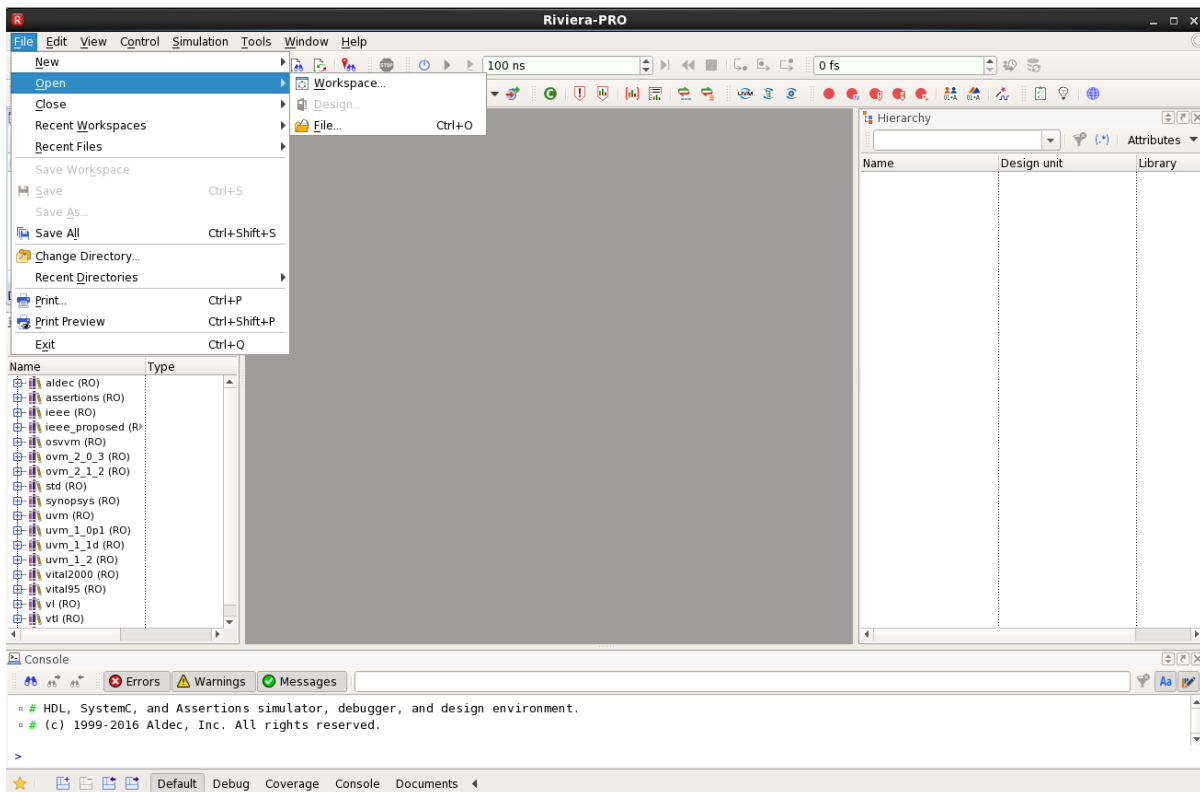 Riviera-PRO
File Edit View Control Simulation Tools Window Help
New
Open
Close
Recent Workspaces
Recent Files
Save Workspace
Save Ctrl+S
Save As...
Save All Ctrl+Shift+S
Change Directory...
Recent Directories
Print... Ctrl+P
Print Preview Ctrl+Shift+P
Exit Ctrl+Q
Workspace...
Design...
File... Ctrl+O
STOP
100 ns
0 fs
UVM
Hierarchy
(.*) Attributes
Name Design unit Library
Name Type
aldec (RO)
assertions (RO)
ieee (RO)
ieee_proposed (R
osvvm (RO)
ovm_2_0_3 (RO)
ovm_2_1_2 (RO)
std (RO)
synopsys (RO)
uvm (RO)
uvm_1_0p1 (RO)
uvm_1_1d (RO)
uvm_1_2 (RO)
vital2000 (RO)
vital95 (RO)
vl (RO)
vtl (RO)
Console
Errors Warnings Messages Aa
# HDL, SystemC, and Assertions simulator, debugger, and design environment.
# (c) 1999-2016 Aldec, Inc. All rights reserved.
>
Default Debug Coverage Console Documents